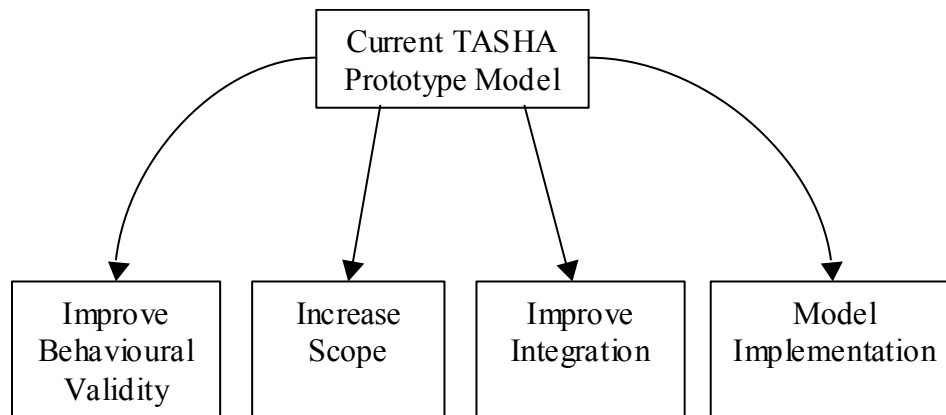 Current TASHA
Prototype Model
Improve
Behavioural
Validity
Increase
Scope
Improve
Integration
Model
Implementation